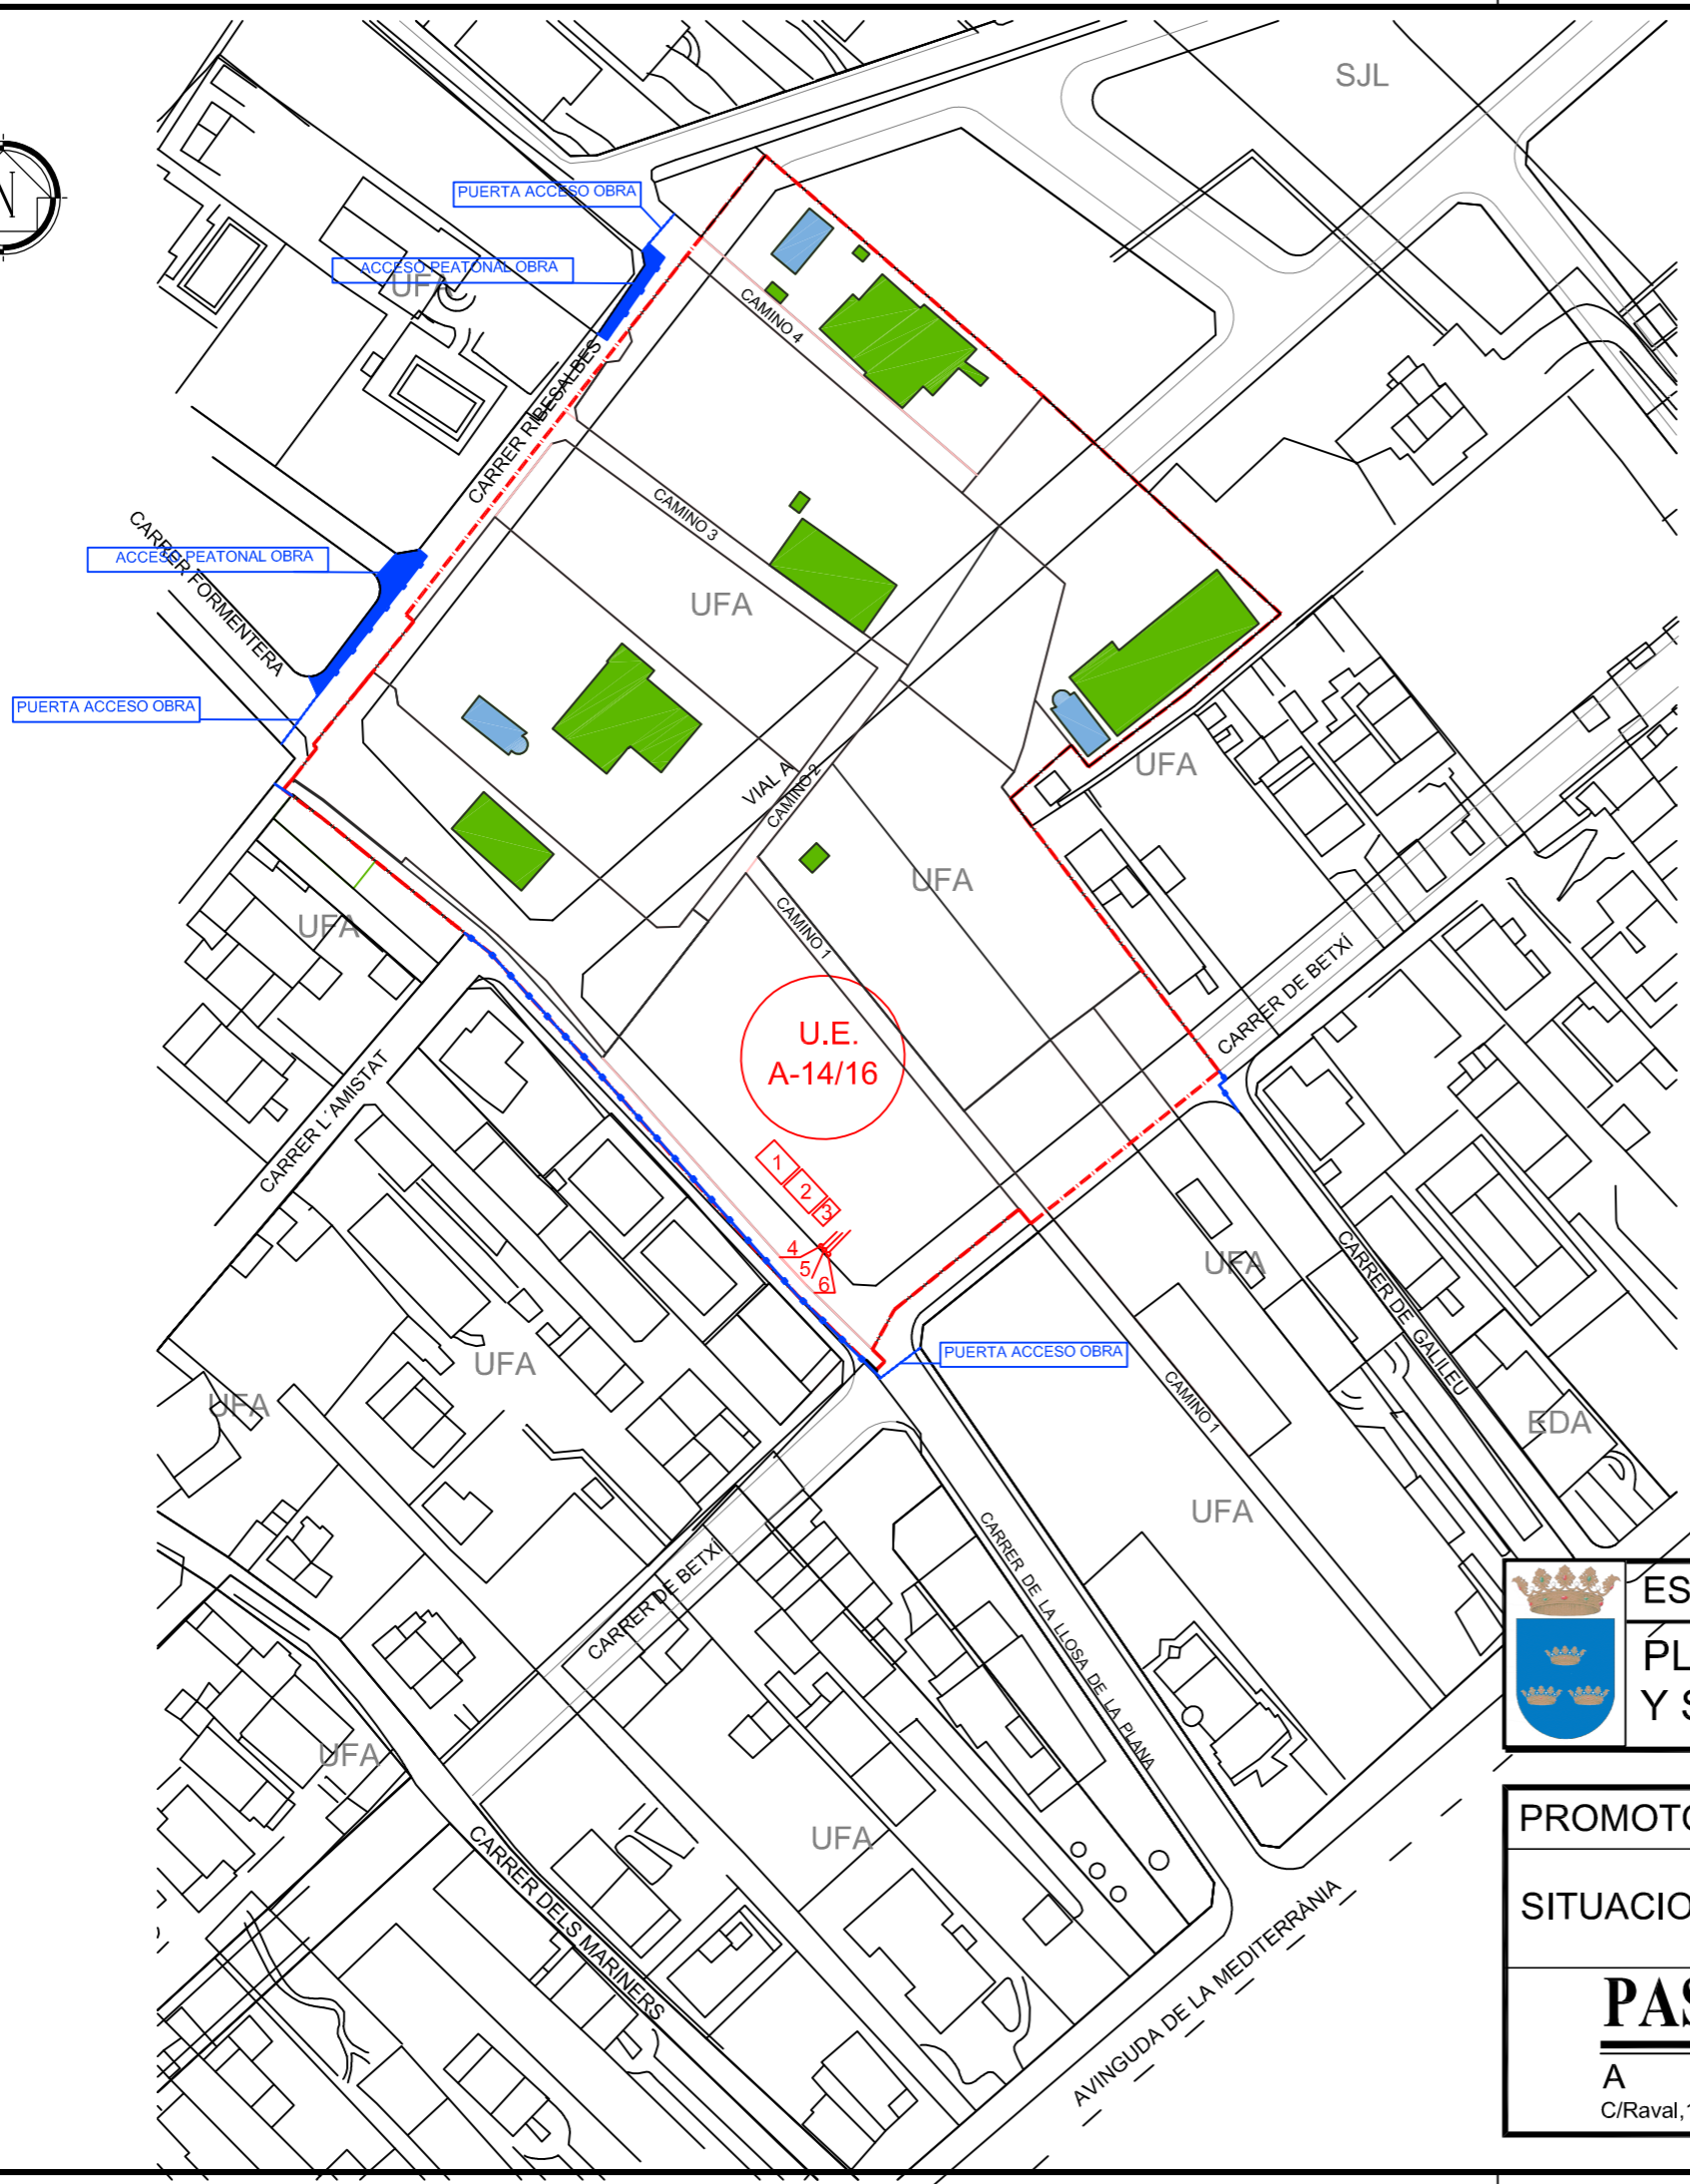 SJL
N
PUERTA ACCESO OBRA
ACCESO PEATONAL OBRA
UFA
CAMINO 4
CARRER RIBESALBES
CAMINO 3
CARRER FORMENTERA
ACCESO PEATONAL OBRA
UFA
PUERTA ACCESO OBRA
UFA
VIAL A
CAMINO 2
UFA
UFA
CAMINO 1
CARRER DE BETXÍ
U.E.
A-14/16
CARRER L´AMISTAT
1
2
3
4
5
6
UFA
CARRER DE GALILEU
PUERTA ACCESO OBRA
UFA
UFA
CAMINO 1
EDA
UFA
CARRER DE BETXÍ
CARRER DE LA LLOSA DE LA PLANA
ES
PL
Y S
UFA
UFA
CARRER DELS MARINERS
AVINGUDA DE LA MEDITERRÀNIA
PROMOTO
SITUACIO
PAS
A
C/Raval,1